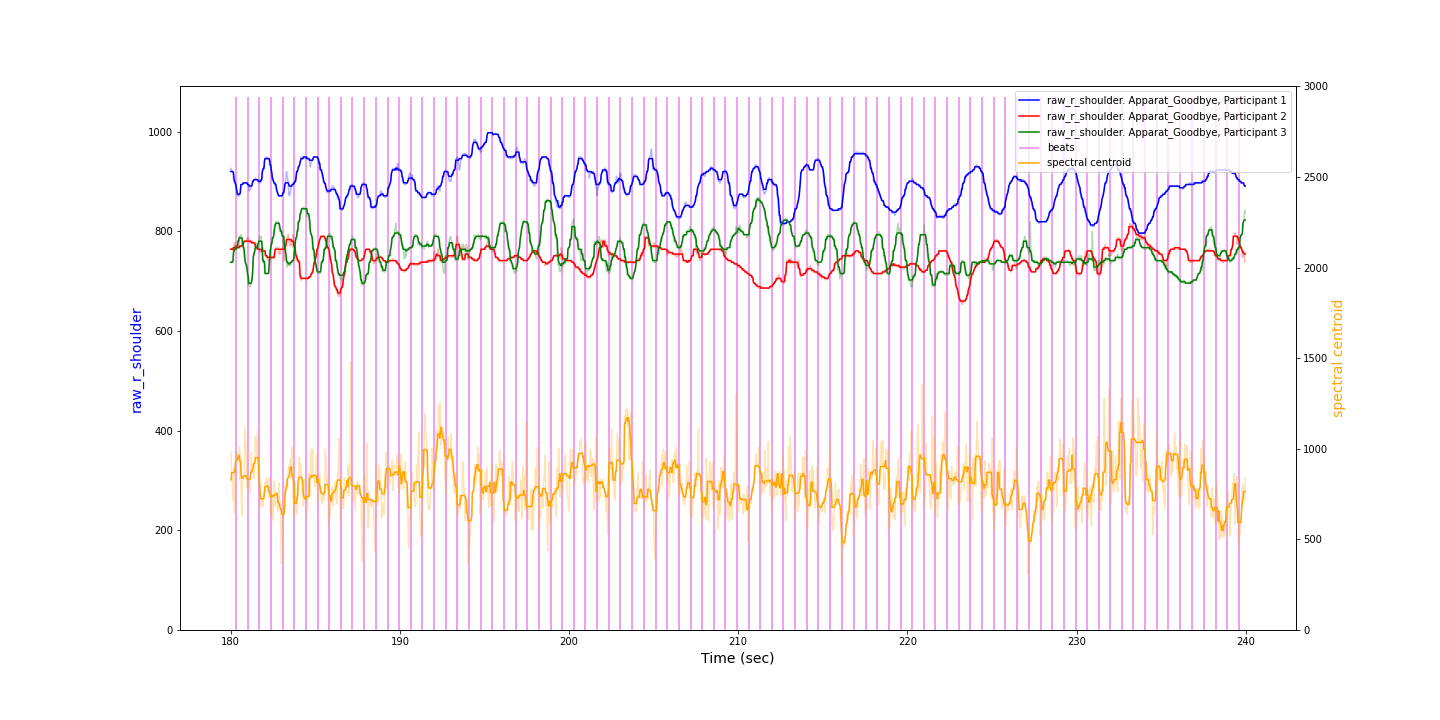 raw_r_shoulder. Apparat_Goodbye, Participant 1
raw_r_shoulder. Apparat_Goodbye, Participant 2
raw_r_shoulder. Apparat_Goodbye, Participant 3
beats
spectral centroid
1000
800
600
400
200
0
raw_r_shoulder
3000
2500
2000
1500
1000
500
0
spectral centroid
180
190
200
210
220
230
240
Time (sec)